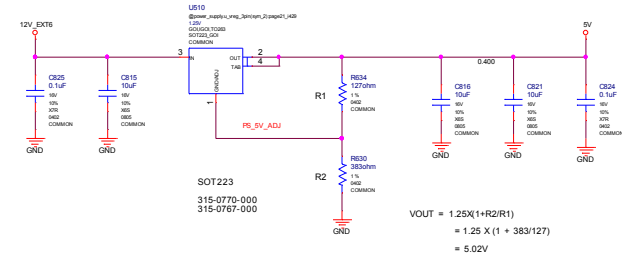 U510
@power_supply.u_vreg_3pin(sym_2):page21_i429
1.25V
GOI,IGOI,TO263
SOT223_GOI
COMMON
12V_EXT6
5V
3
IN
OUT
2
TAB
4
GND/ADJ
1
0.400
C825
0.1uF
16V
10%
X7R
0402
COMMON
GND
C815
10uF
16V
10%
X6S
0805
COMMON
GND
R1
R634
127ohm
1 %
0402
COMMON
PS_5V_ADJ
R2
R630
383ohm
1 %
0402
COMMON
GND
C816
10uF
16V
10%
X6S
0805
COMMON
GND
C821
10uF
16V
10%
X6S
0805
COMMON
GND
C824
0.1uF
16V
10%
X7R
0402
COMMON
GND
SOT223
315-0770-000
315-0767-000
VOUT = 1.25X(1+R2/R1)
= 1.25 X (1 + 383/127)
= 5.02V